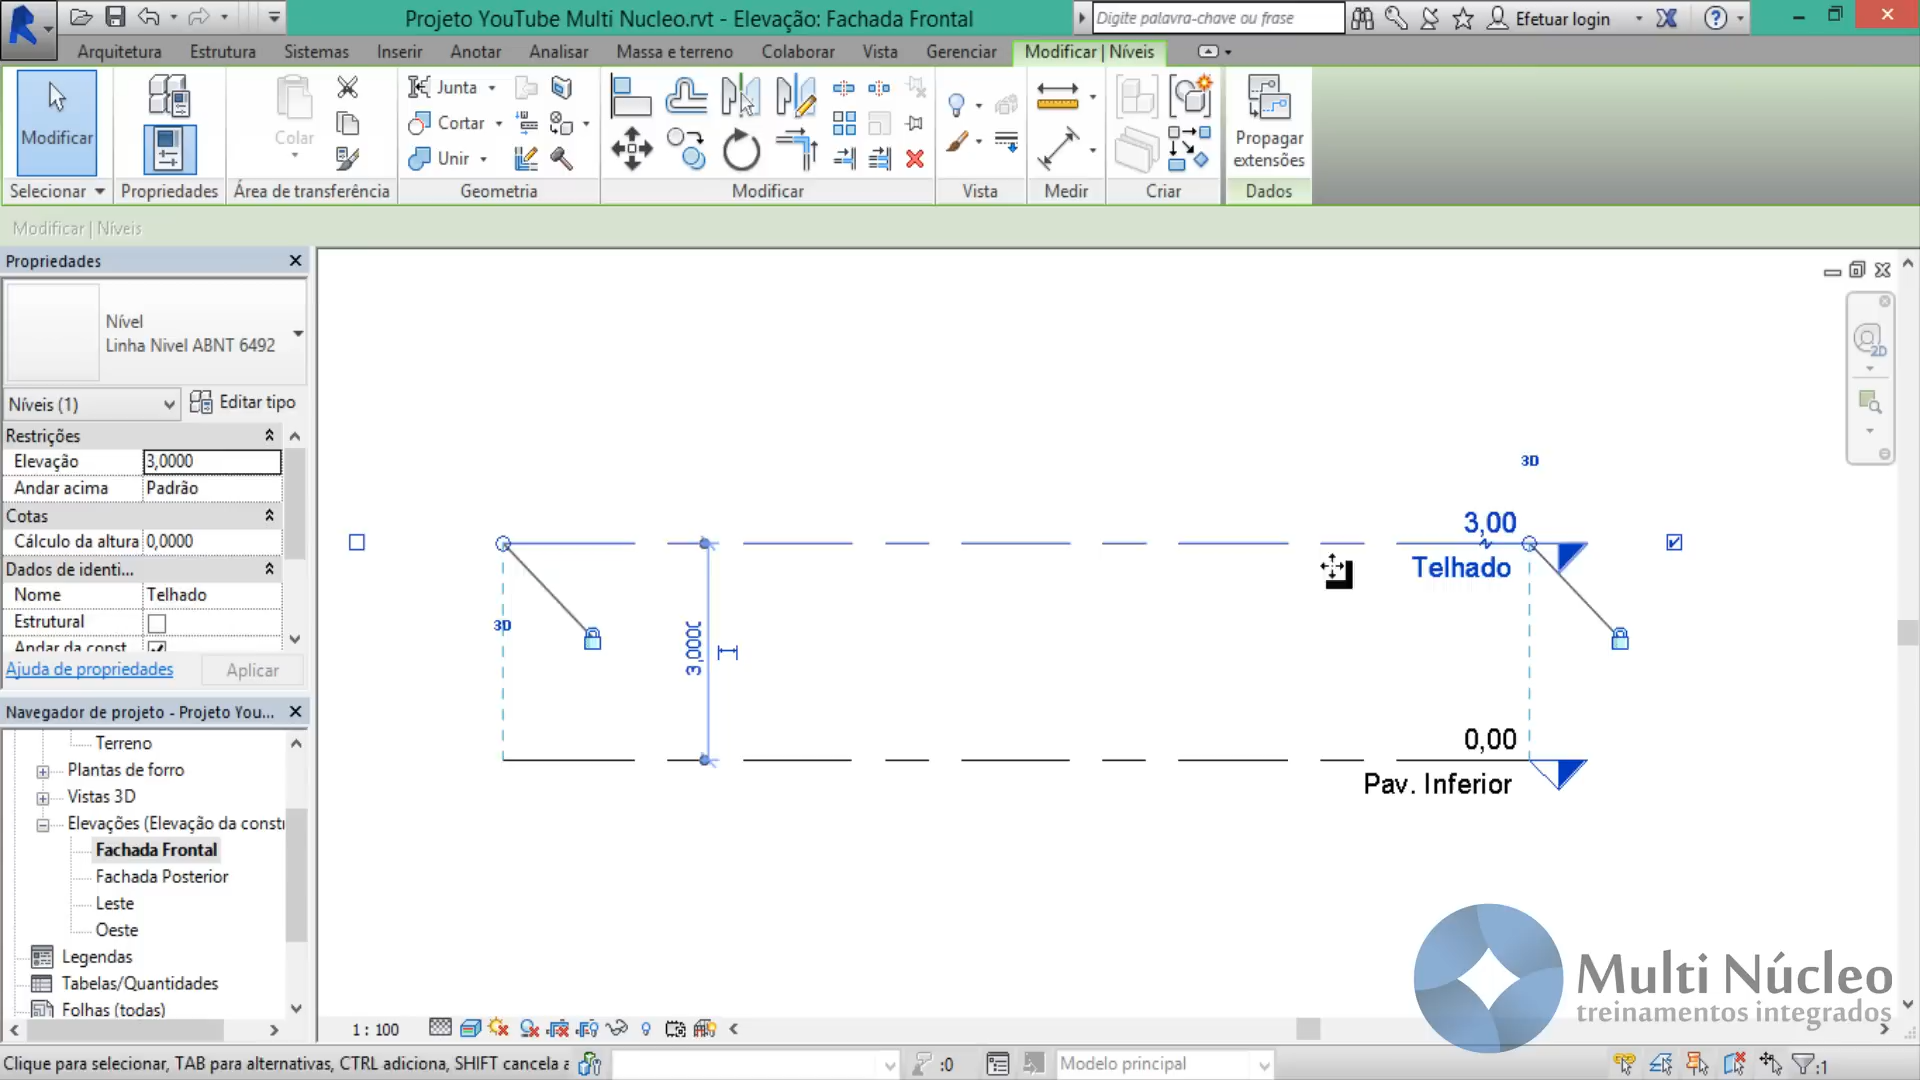 Projeto YouTube Multi Nucleo.rvt - Elevação: Fachada Frontal
Digite palavra-chave ou frase
Efetuar login
Arquitetura Estrutura Sistemas Inserir Anotar Analisar Massa e terreno Colaborar Vista Gerenciar Modificar | Níveis
Modificar
Colar
Junta
Cortar
Unir
Propagar
extensões
Selecionar Propriedades Área de transferência Geometria Modificar Vista Medir Criar Dados
Modificar | Níveis
Propriedades
Nível
Linha Nivel ABNT 6492
Níveis (1) Editar tipo
Restrições
Elevação 3,0000
Andar acima Padrão
Cotas
Cálculo da altura 0,0000
Dados de identi...
Nome Telhado
Estrutural
Andar da const
Ajuda de propriedades Aplicar
Navegador de projeto - Projeto You...
Terreno
Plantas de forro
Vistas 3D
Elevações (Elevação da constr
Fachada Frontal
Fachada Posterior
Leste
Oeste
Legendas
Tabelas/Quantidades
Folhas (todas)
2D
3D
3,00
Telhado
3D
3,000
0,00
Pav. Inferior
Multi Núcleo
treinamentos integrados
1 : 100
Clique para selecionar, TAB para alternativas, CTRL adiciona, SHIFT cancela a
:0
Modelo principal
:1